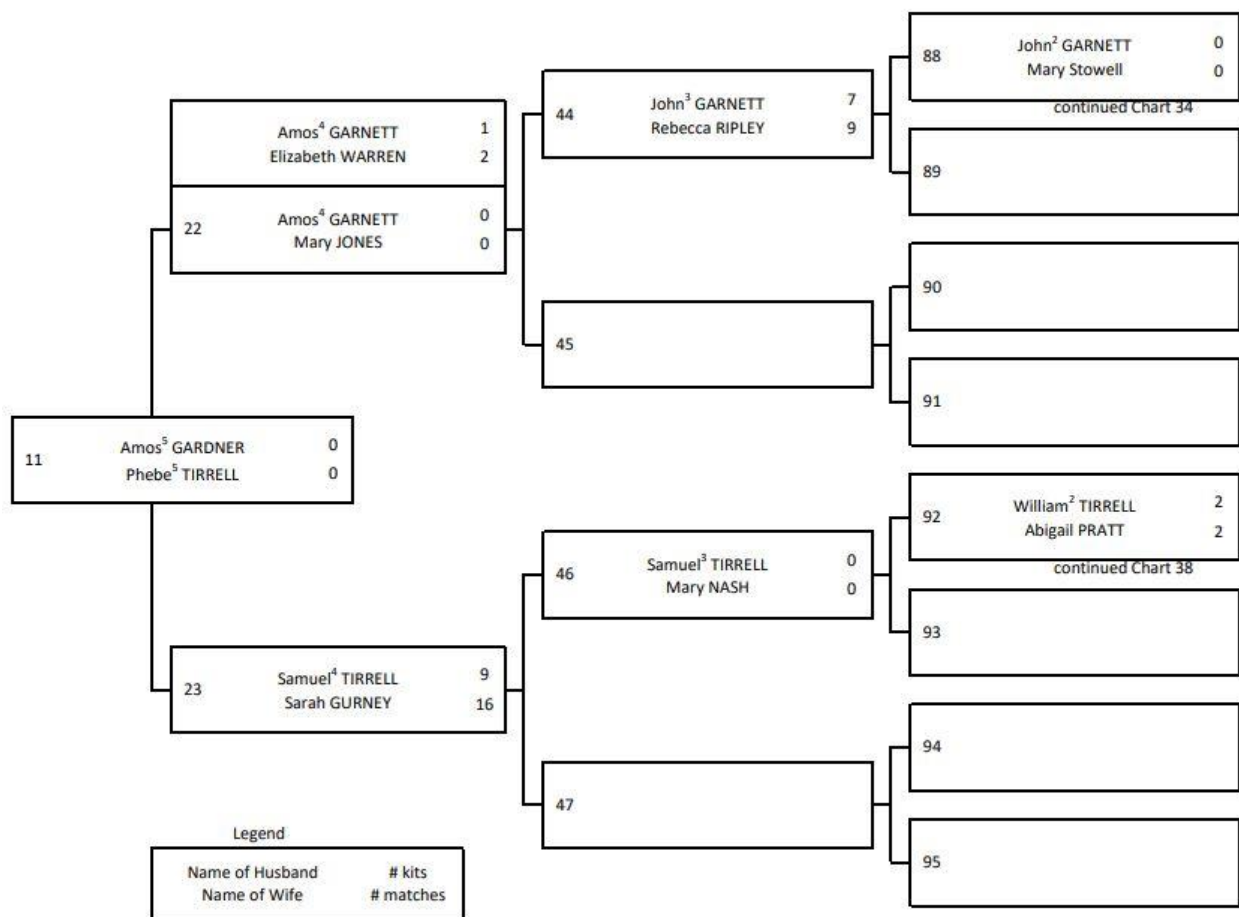 88 John² GARNETT 0
Mary Stowell 0
continued Chart 34
44 John³ GARNETT 7
Rebecca RIPLEY 9
Amos⁴ GARNETT 1
Elizabeth WARREN 2
89
22 Amos⁴ GARNETT 0
Mary JONES 0
90
45
91
11 Amos⁵ GARDNER 0
Phebe⁵ TIRRELL 0
92 William² TIRRELL 2
Abigail PRATT 2
continued Chart 38
46 Samuel³ TIRRELL 0
Mary NASH 0
93
23 Samuel⁴ TIRRELL 9
Sarah GURNEY 16
94
47
95
Legend
Name of Husband # kits
Name of Wife # matches